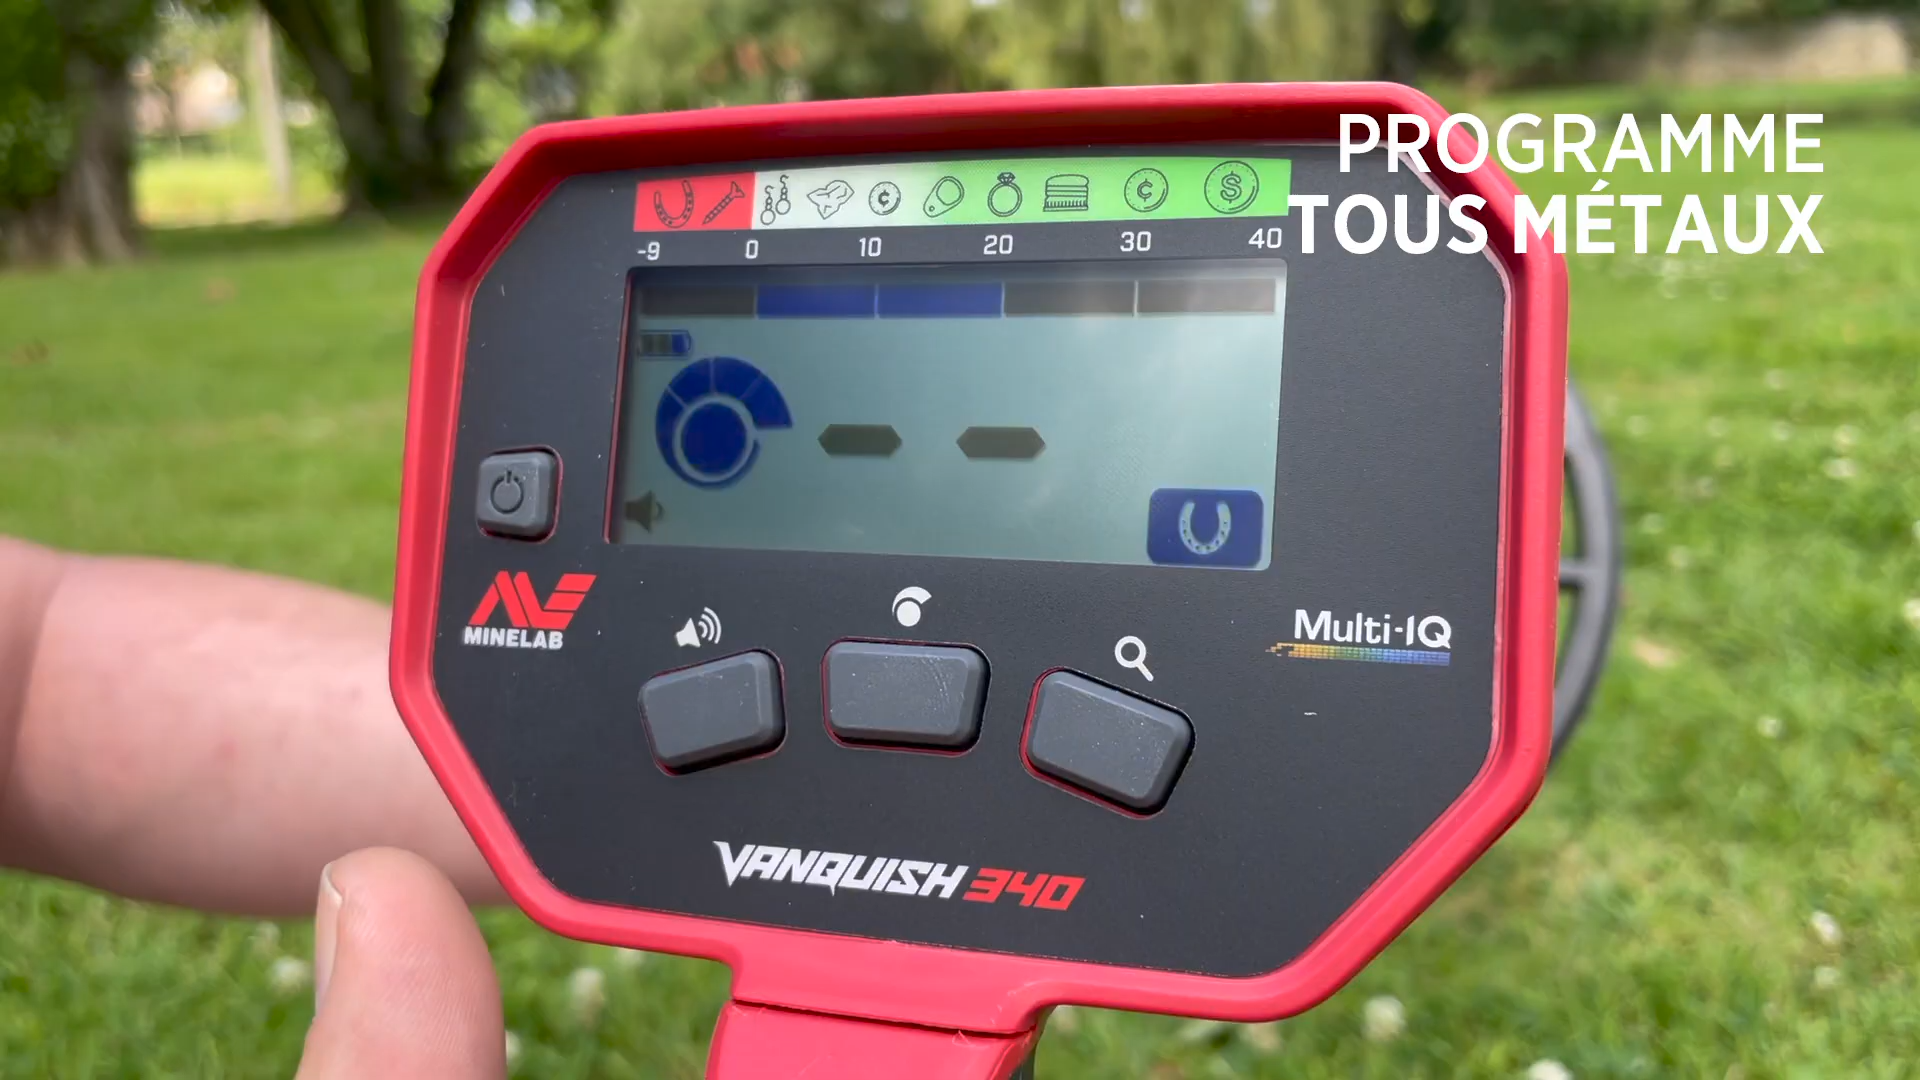 PROGRAMME
TOUS MÉTAUX
-9 0 10 20 30 40
MINELAB
Multi-IQ
VANQUISH 340